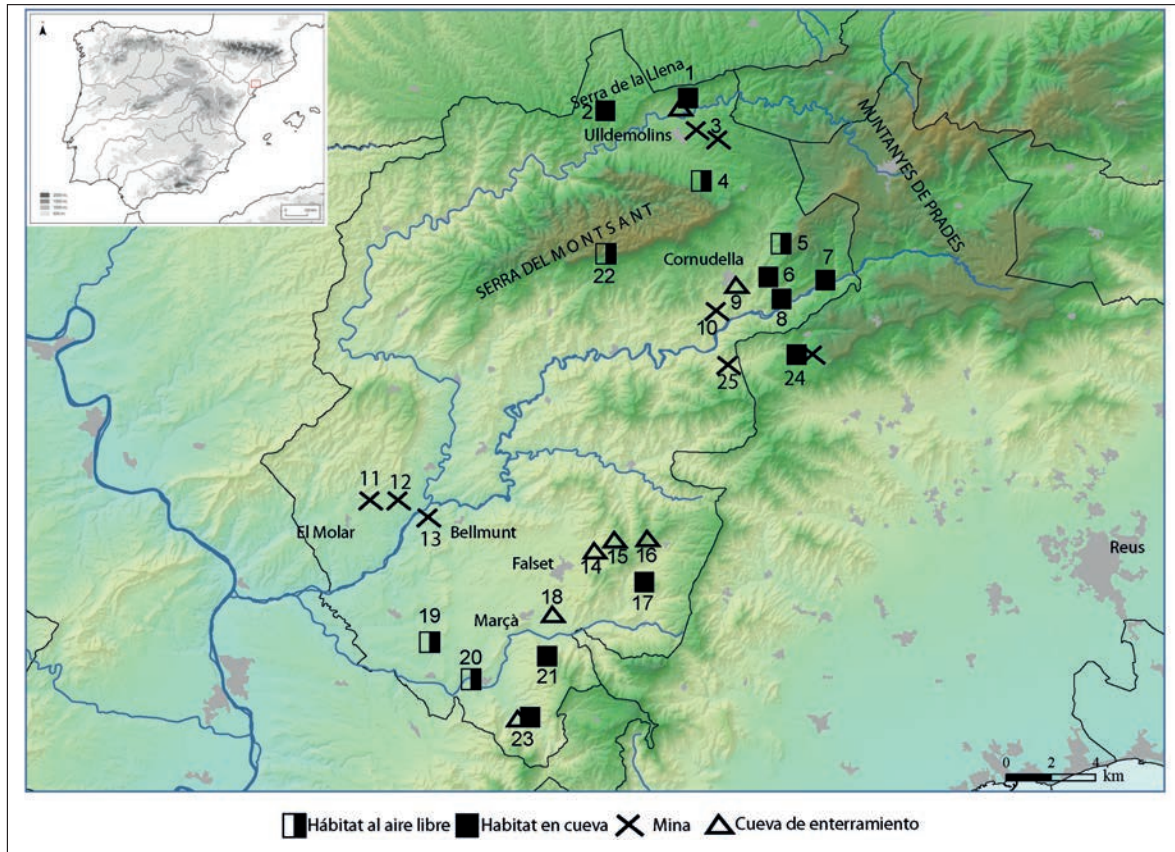 Serra de la Llena
1
2
Ulldemolins
3
4
MUNTANYES DE PRADES
SERRA DEL MONTSANT
22
Cornudella
5
6
7
8
9
10
24
25
11
12
El Molar
13
Bellmunt
14
15
16
Falset
17
18
Marçà
19
20
21
23
Reus
0 2 4
km
Hábitat al aire libre
Habitat en cueva
Mina
Cueva de enterramiento